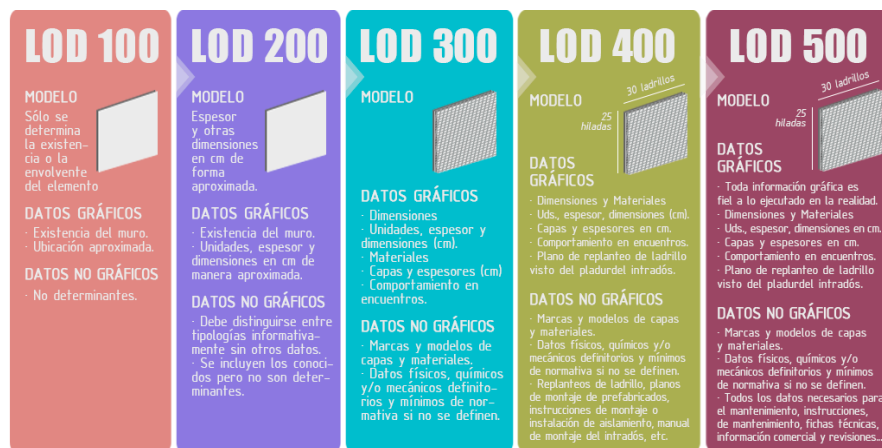 LOD 100
MODELO
Sólo se
determina
la existen-
cia o la
envolvente
del elemento
DATOS GRÁFICOS
· Existencia del muro.
· Ubicación aproximada.
DATOS NO GRÁFICOS
· No determinantes.
LOD 200
MODELO
Espesor
y otras
dimensiones
en cm de
forma
aproximada.
DATOS GRÁFICOS
· Existencia del muro.
· Unidades, espesor y
dimensiones en cm de
manera aproximada.
DATOS NO GRÁFICOS
· Debe distinguirse entre
tipologías informativa-
mente sin otros datos.
· Se incluyen los conoci-
dos pero no son deter-
minantes.
LOD 300
MODELO
DATOS GRÁFICOS
· Dimensiones
· Unidades, espesor y
dimensiones (cm).
· Materiales
· Capas y espesores (cm)
· Comportamiento en
encuentros.
DATOS NO GRÁFICOS
· Marcas y modelos de
capas y materiales.
· Datos físicos, químicos
y/o mecánicos definito-
rios y mínimos de nor-
mativa si no se definen.
LOD 400
MODELO
30 ladrillos
25
hiladas
DATOS
GRÁFICOS
· Dimensiones y Materiales
· Uds., espesor, dimensiones (cm).
· Capas y espesores en cm.
· Comportamiento en encuentros.
· Plano de replanteo de ladrillo
visto del pladurdel intradós.
DATOS NO GRÁFICOS
· Marcas y modelos de capas
y materiales.
· Datos físicos, químicos y/o
mecánicos definitorios y mínimos
de normativa si no se definen.
· Replanteos de ladrillo, planos
de montaje de prefabricados,
instrucciones de montaje o
instalación de aislamiento, manual
de montaje del intradós, etc.
LOD 500
MODELO
30 ladrillos
25
hiladas
DATOS
GRÁFICOS
· Toda información gráfica es
fiel a lo ejecutado en la realidad.
· Dimensiones y Materiales
· Uds., espesor, dimensiones en cm.
· Capas y espesores en cm.
· Comportamiento en encuentros.
· Plano de replanteo de ladrillo
visto del pladurdel intradós.
DATOS NO GRÁFICOS
· Marcas y modelos de capas
y materiales.
· Datos físicos, químicos y/o
mecánicos definitorios y mínimos
de normativa si no se definen.
· Todos los datos necesarios para
el mantenimiento, instrucciones,
de mantenimiento, fichas técnicas,
información comercial y revisiones...